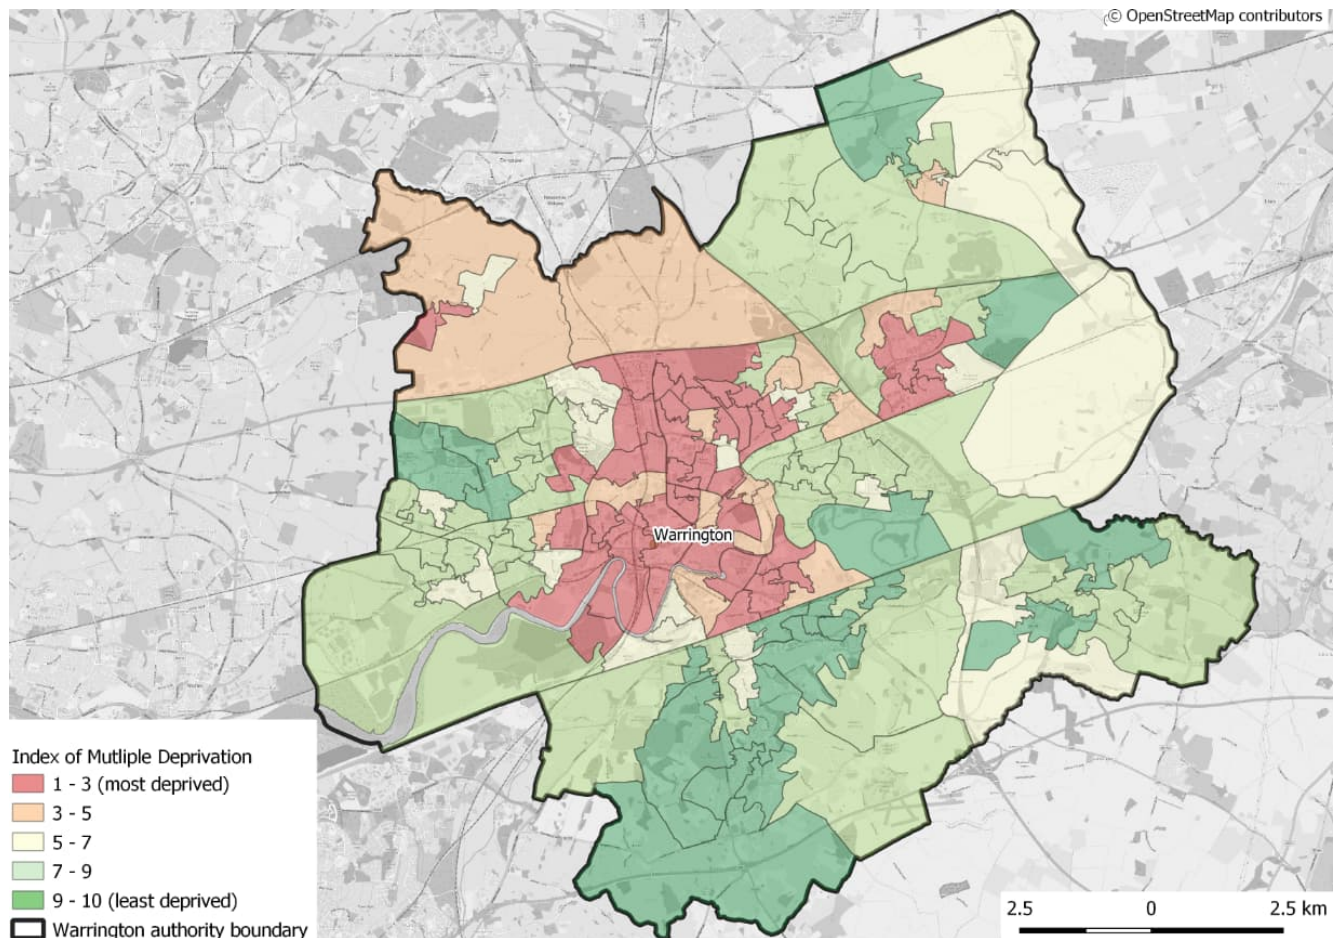 © OpenStreetMap contributors
Warrington
Index of Mutliple Deprivation
1 - 3 (most deprived)
3 - 5
5 - 7
7 - 9
9 - 10 (least deprived)
Warrington authority boundary
2.5 0 2.5 km